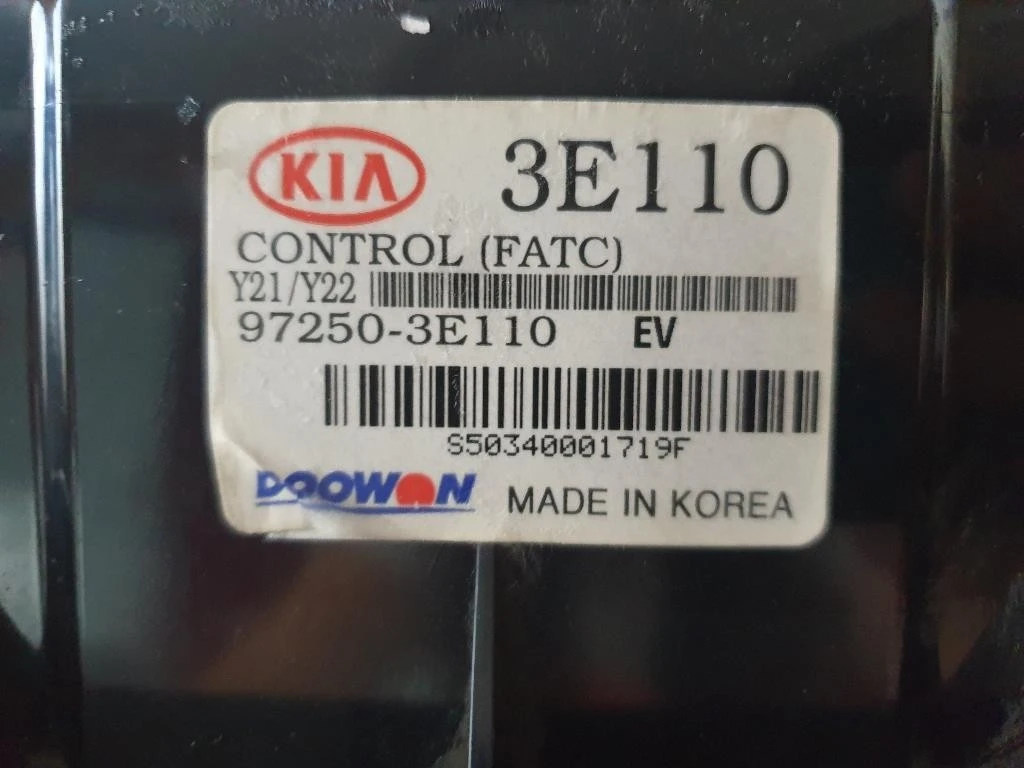 KIA 3E110
CONTROL (FATC)
Y21/Y22
97250-3E110 EV
S50340001719F
DOOWON MADE IN KOREA